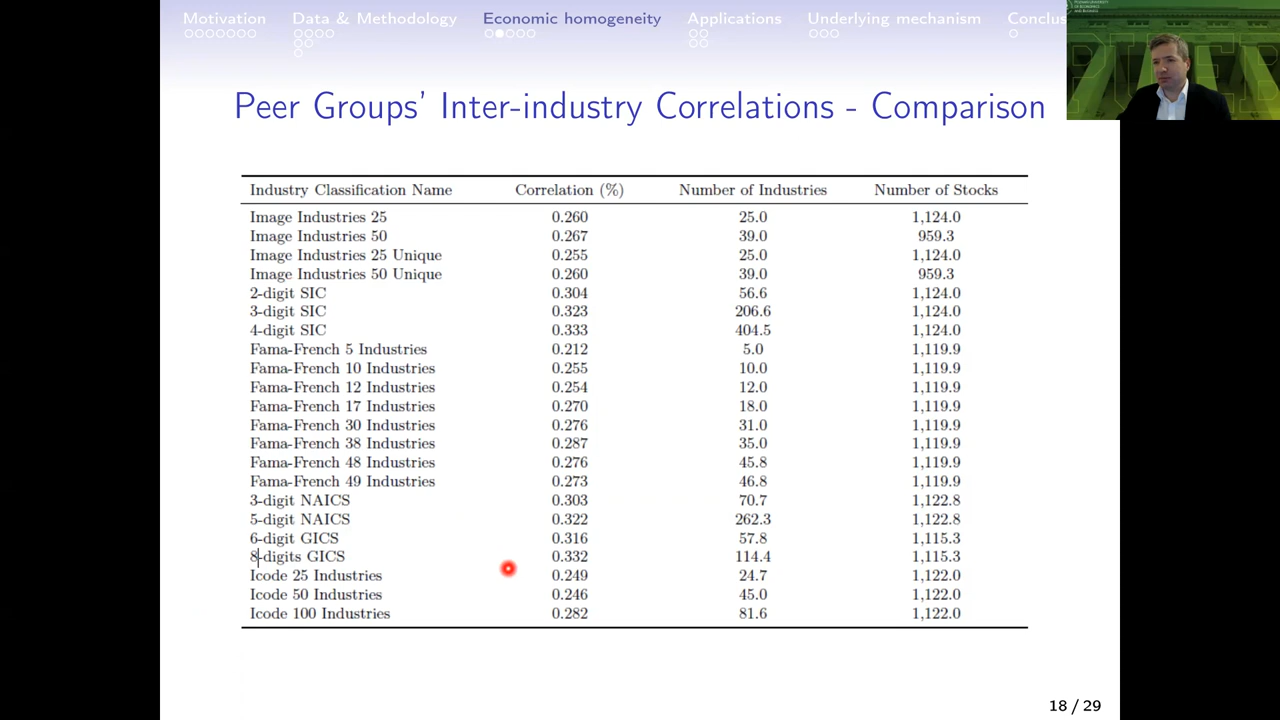 Motivation Data & Methodology Economic homogeneity Applications Underlying mechanism Conclus
Peer Groups' Inter-industry Correlations - Comparison
Industry Classification Name Correlation (%) Number of Industries Number of Stocks
Image Industries 25 0.260 25.0 1,124.0
Image Industries 50 0.267 39.0 959.3
Image Industries 25 Unique 0.255 25.0 1,124.0
Image Industries 50 Unique 0.260 39.0 959.3
2-digit SIC 0.304 56.6 1,124.0
3-digit SIC 0.323 206.6 1,124.0
4-digit SIC 0.333 404.5 1,124.0
Fama-French 5 Industries 0.212 5.0 1,119.9
Fama-French 10 Industries 0.255 10.0 1,119.9
Fama-French 12 Industries 0.254 12.0 1,119.9
Fama-French 17 Industries 0.270 18.0 1,119.9
Fama-French 30 Industries 0.276 31.0 1,119.9
Fama-French 38 Industries 0.287 35.0 1,119.9
Fama-French 48 Industries 0.276 45.8 1,119.9
Fama-French 49 Industries 0.273 46.8 1,119.9
3-digit NAICS 0.303 70.7 1,122.8
5-digit NAICS 0.322 262.3 1,122.8
6-digit GICS 0.316 57.8 1,115.3
8-digits GICS 0.332 114.4 1,115.3
Icode 25 Industries 0.249 24.7 1,122.0
Icode 50 Industries 0.246 45.0 1,122.0
Icode 100 Industries 0.282 81.6 1,122.0
18 / 29